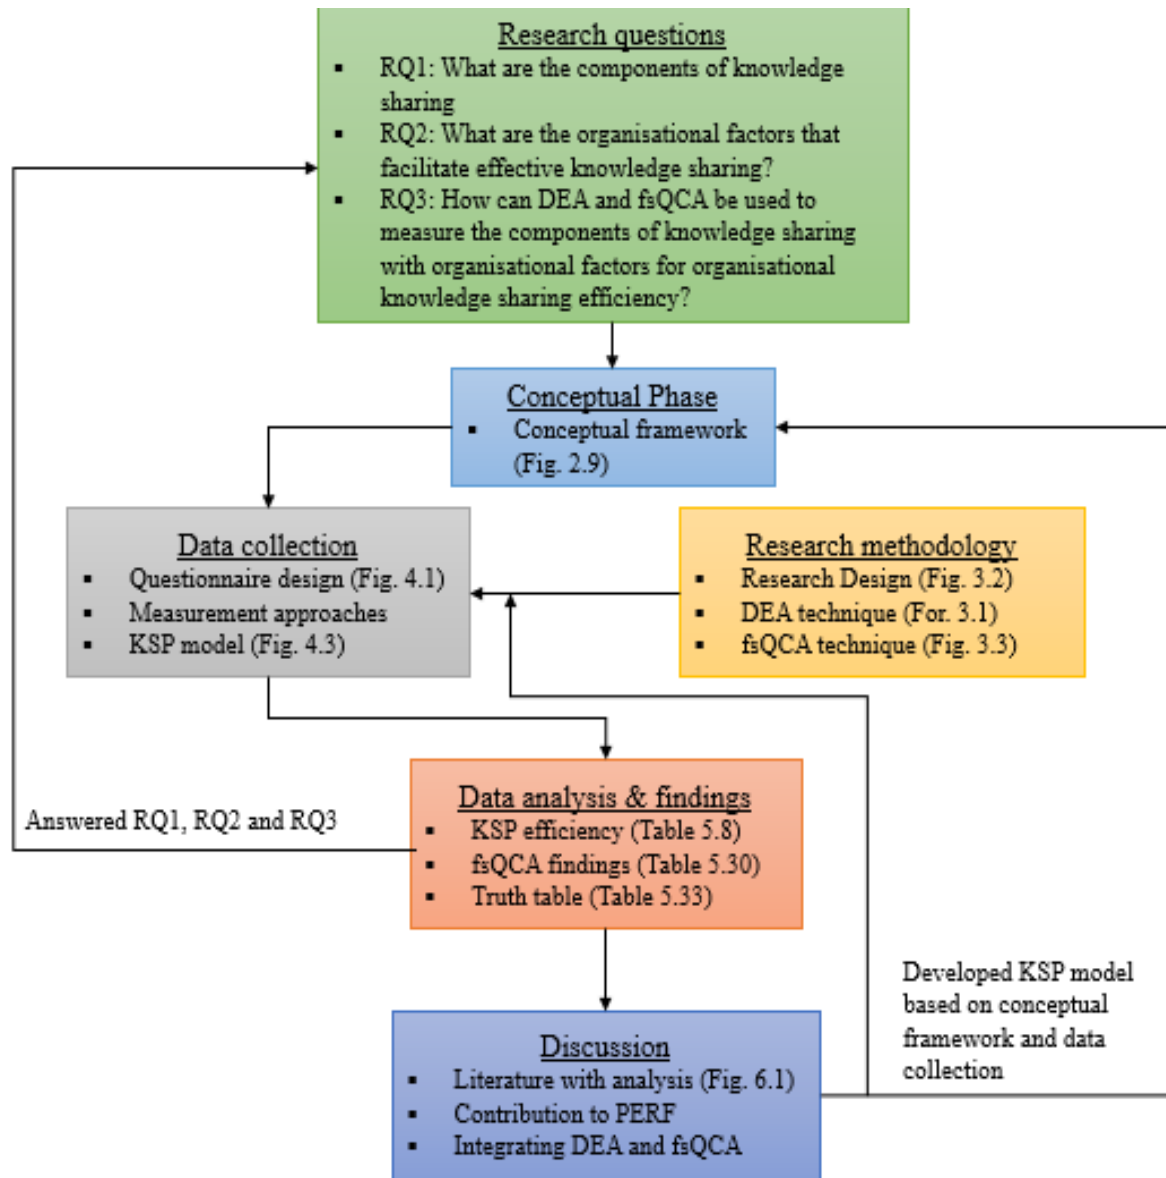 Research questions
▪ RQ1: What are the components of knowledge
sharing
▪ RQ2: What are the organisational factors that
facilitate effective knowledge sharing?
▪ RQ3: How can DEA and fsQCA be used to
measure the components of knowledge sharing
with organisational factors for organisational
knowledge sharing efficiency?
Conceptual Phase
▪ Conceptual framework
(Fig. 2.9)
Data collection
▪ Questionnaire design (Fig. 4.1)
▪ Measurement approaches
▪ KSP model (Fig. 4.3)
Research methodology
▪ Research Design (Fig. 3.2)
▪ DEA technique (For. 3.1)
▪ fsQCA technique (Fig. 3.3)
Data analysis & findings
▪ KSP efficiency (Table 5.8)
▪ fsQCA findings (Table 5.30)
▪ Truth table (Table 5.33)
Answered RQ1, RQ2 and RQ3
Discussion
▪ Literature with analysis (Fig. 6.1)
▪ Contribution to PERF
▪ Integrating DEA and fsQCA
Developed KSP model
based on conceptual
framework and data
collection